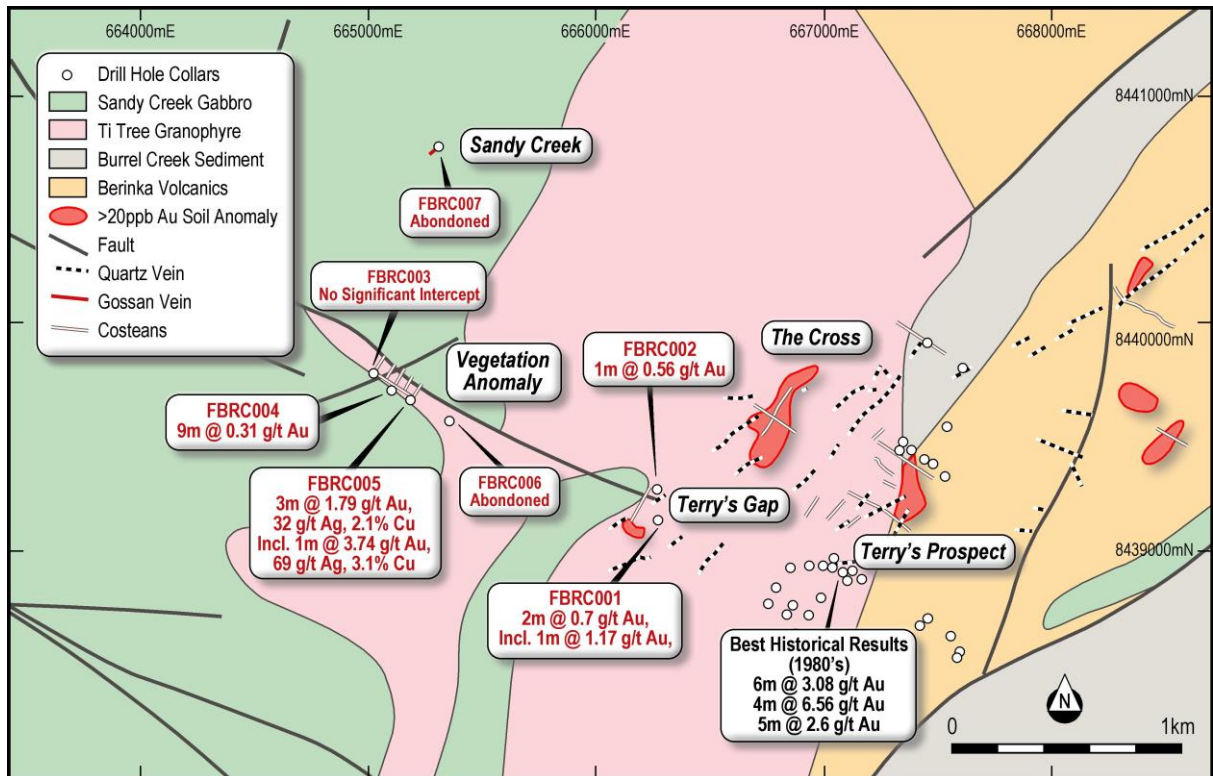 664000mE
665000mE
666000mE
667000mE
668000mE
Drill Hole Collars
Sandy Creek Gabbro
Ti Tree Granophyre
Burrel Creek Sediment
Berinka Volcanics
>20ppb Au Soil Anomaly
Fault
Quartz Vein
Gossan Vein
Costeans
8441000mN
Sandy Creek
FBRC007
Abondoned
FBRC003
No Significant Intercept
8440000mN
Vegetation
Anomaly
FBRC002
1m @ 0.56 g/t Au
The Cross
FBRC004
9m @ 0.31 g/t Au
FBRC005
3m @ 1.79 g/t Au,
32 g/t Ag, 2.1% Cu
Incl. 1m @ 3.74 g/t Au,
69 g/t Ag, 3.1% Cu
FBRC006
Abondoned
Terry's Gap
Terry's Prospect
8439000mN
FBRC001
2m @ 0.7 g/t Au,
Incl. 1m @ 1.17 g/t Au,
Best Historical Results
(1980's)
6m @ 3.08 g/t Au
4m @ 6.56 g/t Au
5m @ 2.6 g/t Au
N
0 1km